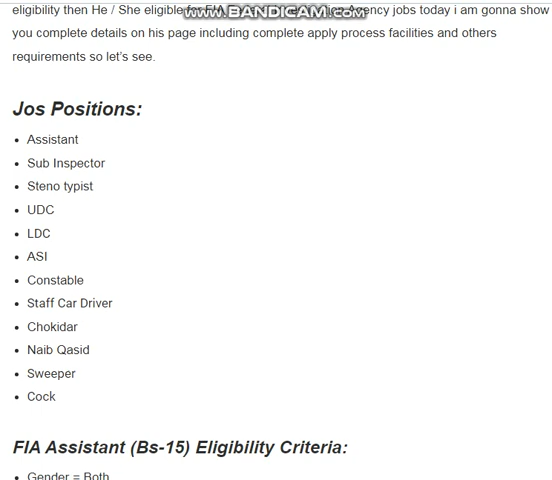 eligibility then He / She eligible for FIA Agency jobs today i am gonna show
www.BANDICAM.com
you complete details on his page including complete apply process facilities and others
requirements so let's see.
Jos Positions:
• Assistant
• Sub Inspector
• Steno typist
• UDC
• LDC
• ASI
• Constable
• Staff Car Driver
• Chokidar
• Naib Qasid
• Sweeper
• Cock
FIA Assistant (Bs-15) Eligibility Criteria:
• Gender = Both